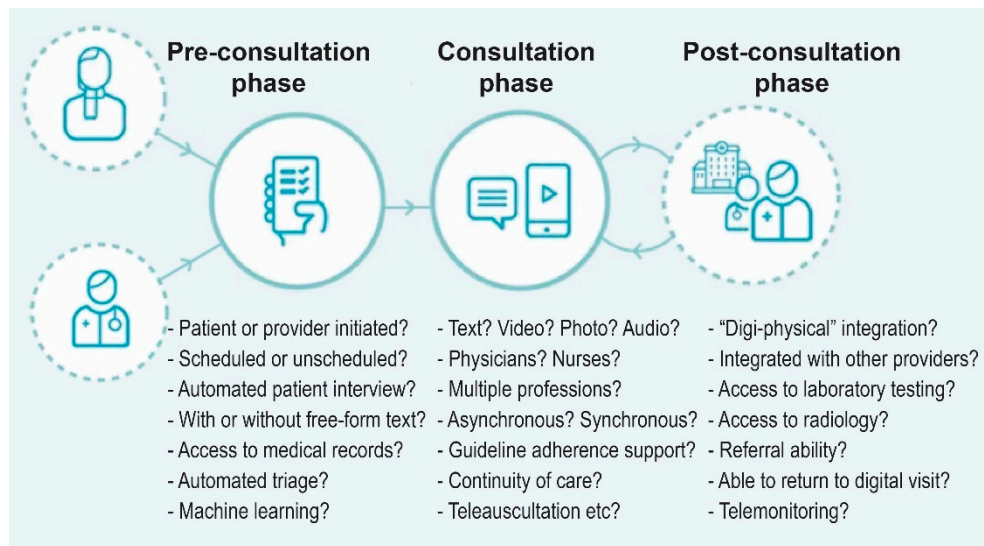 Pre-consultation
phase
Consultation
phase
Post-consultation
phase
- Patient or provider initiated?
- Scheduled or unscheduled?
- Automated patient interview?
- With or without free-form text?
- Access to medical records?
- Automated triage?
- Machine learning?
- Text? Video? Photo? Audio?
- Physicians? Nurses?
- Multiple professions?
- Asynchronous? Synchronous?
- Guideline adherence support?
- Continuity of care?
- Teleauscultation etc?
- “Digi-physical” integration?
- Integrated with other providers?
- Access to laboratory testing?
- Access to radiology?
- Referral ability?
- Able to return to digital visit?
- Telemonitoring?